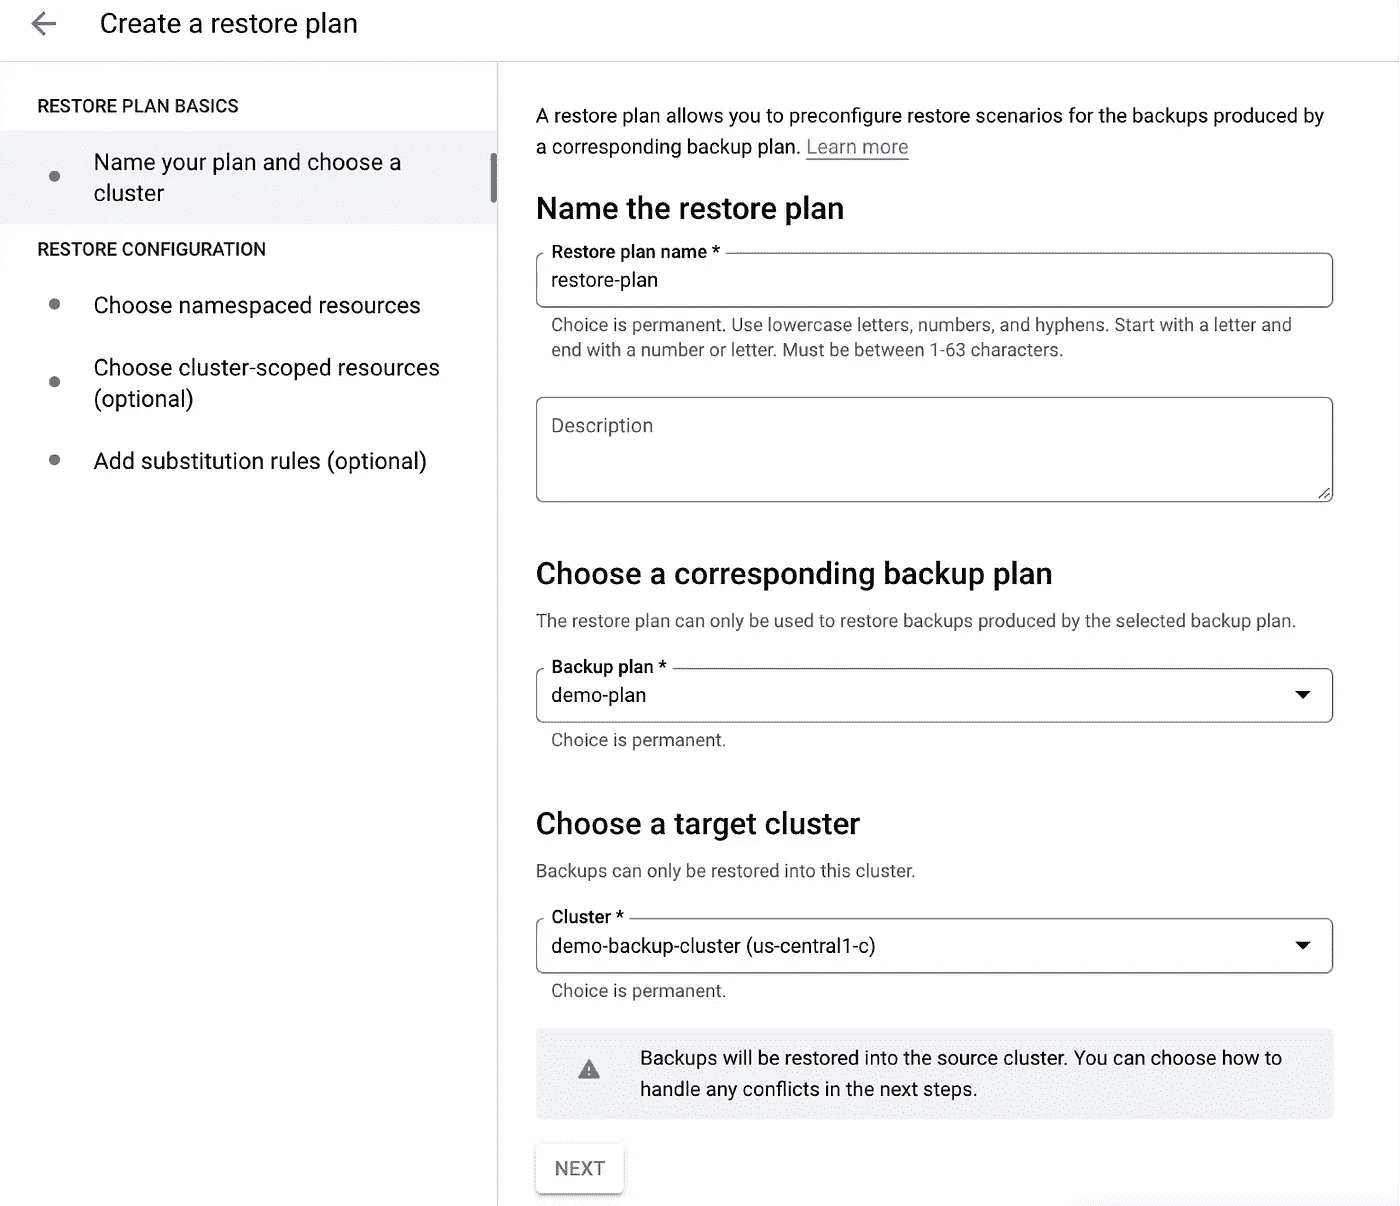 Create a restore plan
RESTORE PLAN BASICS
Name your plan and choose a
cluster
RESTORE CONFIGURATION
Choose namespaced resources
Choose cluster-scoped resources
(optional)
Add substitution rules (optional)
A restore plan allows you to preconfigure restore scenarios for the backups produced by
a corresponding backup plan. Learn more
Name the restore plan
Restore plan name *
restore-plan
Choice is permanent. Use lowercase letters, numbers, and hyphens. Start with a letter and
end with a number or letter. Must be between 1-63 characters.
Description
Choose a corresponding backup plan
The restore plan can only be used to restore backups produced by the selected backup plan.
Backup plan *
demo-plan
Choice is permanent.
Choose a target cluster
Backups can only be restored into this cluster.
Cluster *
demo-backup-cluster (us-central1-c)
Choice is permanent.
Backups will be restored into the source cluster. You can choose how to
handle any conflicts in the next steps.
NEXT